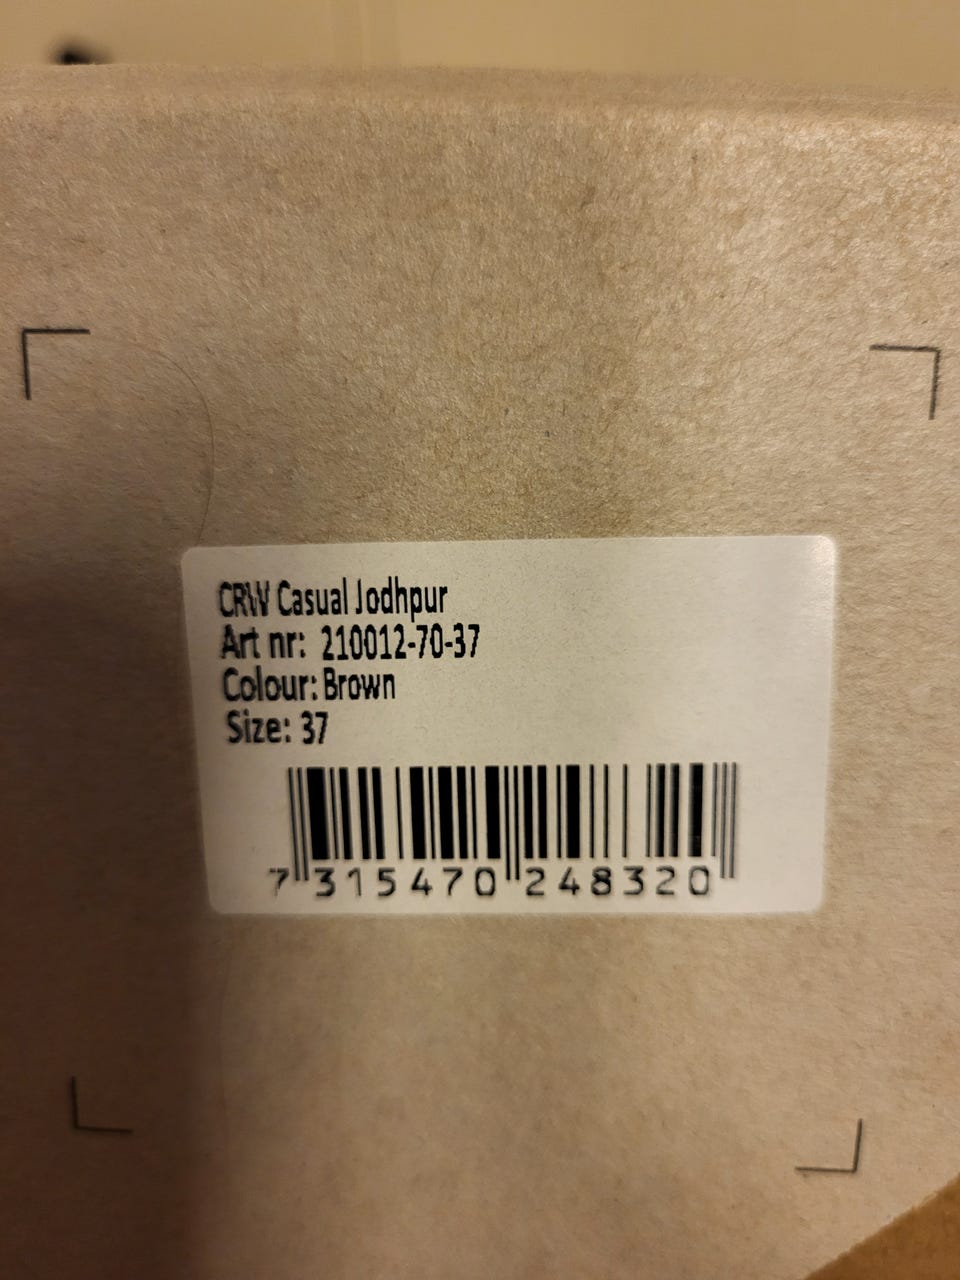 CRW Casual Jodhpur
Art nr: 210012-70-37
Colour: Brown
Size: 37
7 315470 248320